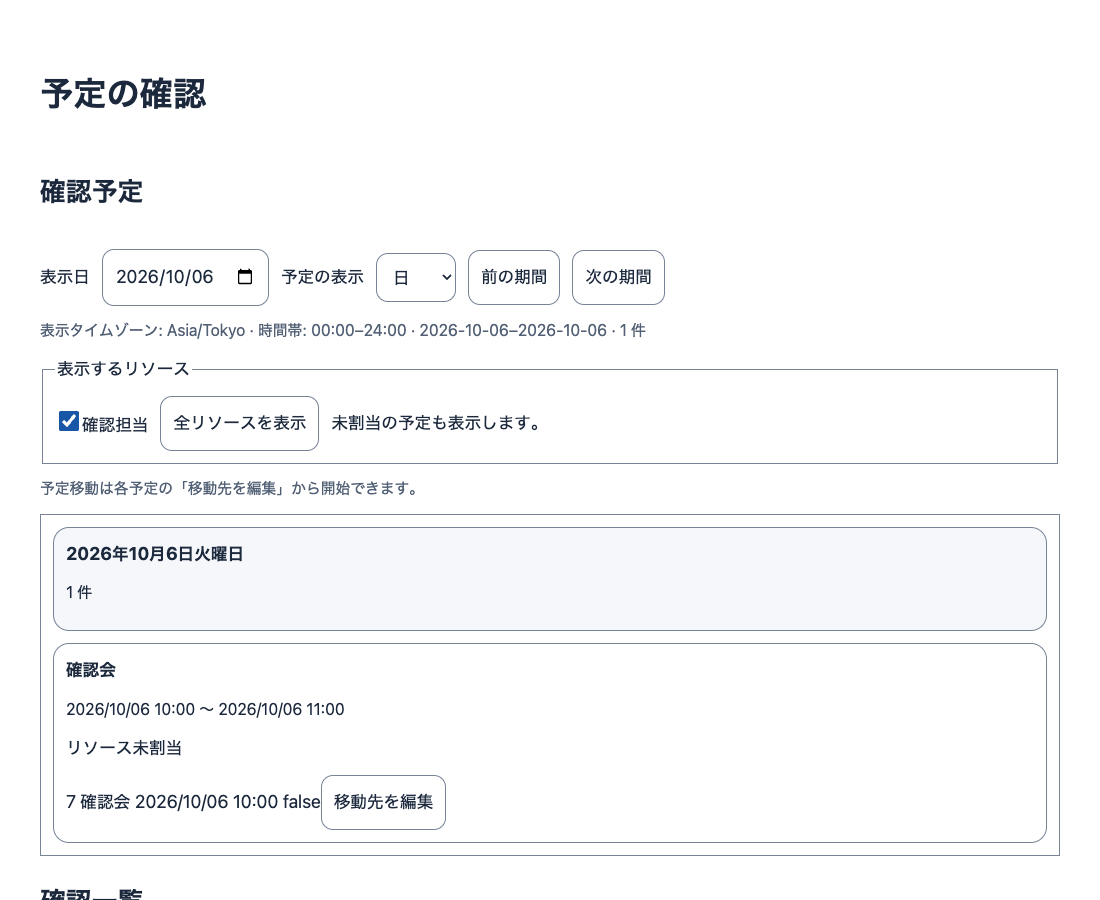 予定の確認
確認予定
表示日 2026/10/06 予定の表示 日 前の期間 次の期間
表示タイムゾーン: Asia/Tokyo · 時間帯: 00:00–24:00 · 2026-10-06–2026-10-06 · 1 件
表示するリソース
確認担当 全リソースを表示 未割当の予定も表示します。
予定移動は各予定の「移動先を編集」から開始できます。
2026年10月6日火曜日
1 件
確認会
2026/10/06 10:00 〜 2026/10/06 11:00
リソース未割当
7 確認会 2026/10/06 10:00 false 移動先を編集
確認一覧